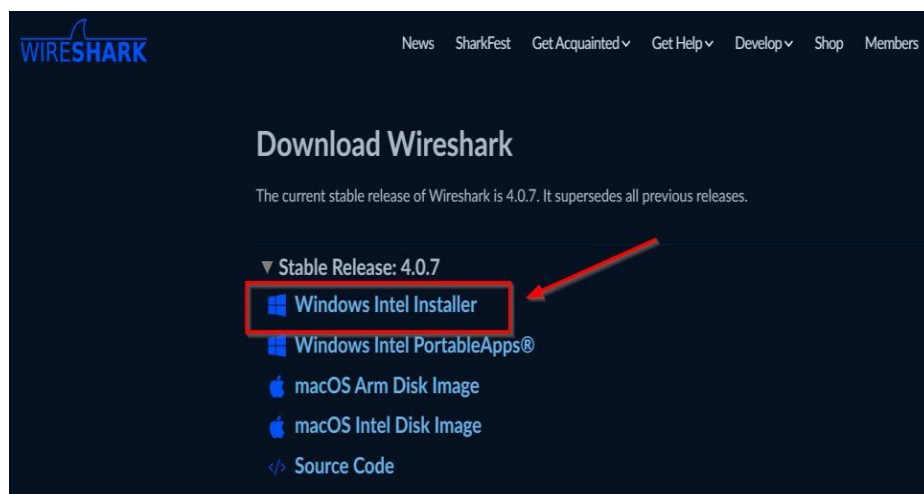 WIRESHARK
News SharkFest Get Acquainted Get Help Develop Shop Members
Download Wireshark
The current stable release of Wireshark is 4.0.7. It supersedes all previous releases.
Stable Release: 4.0.7
Windows Intel Installer
Windows Intel PortableApps®
macOS Arm Disk Image
macOS Intel Disk Image
</> Source Code